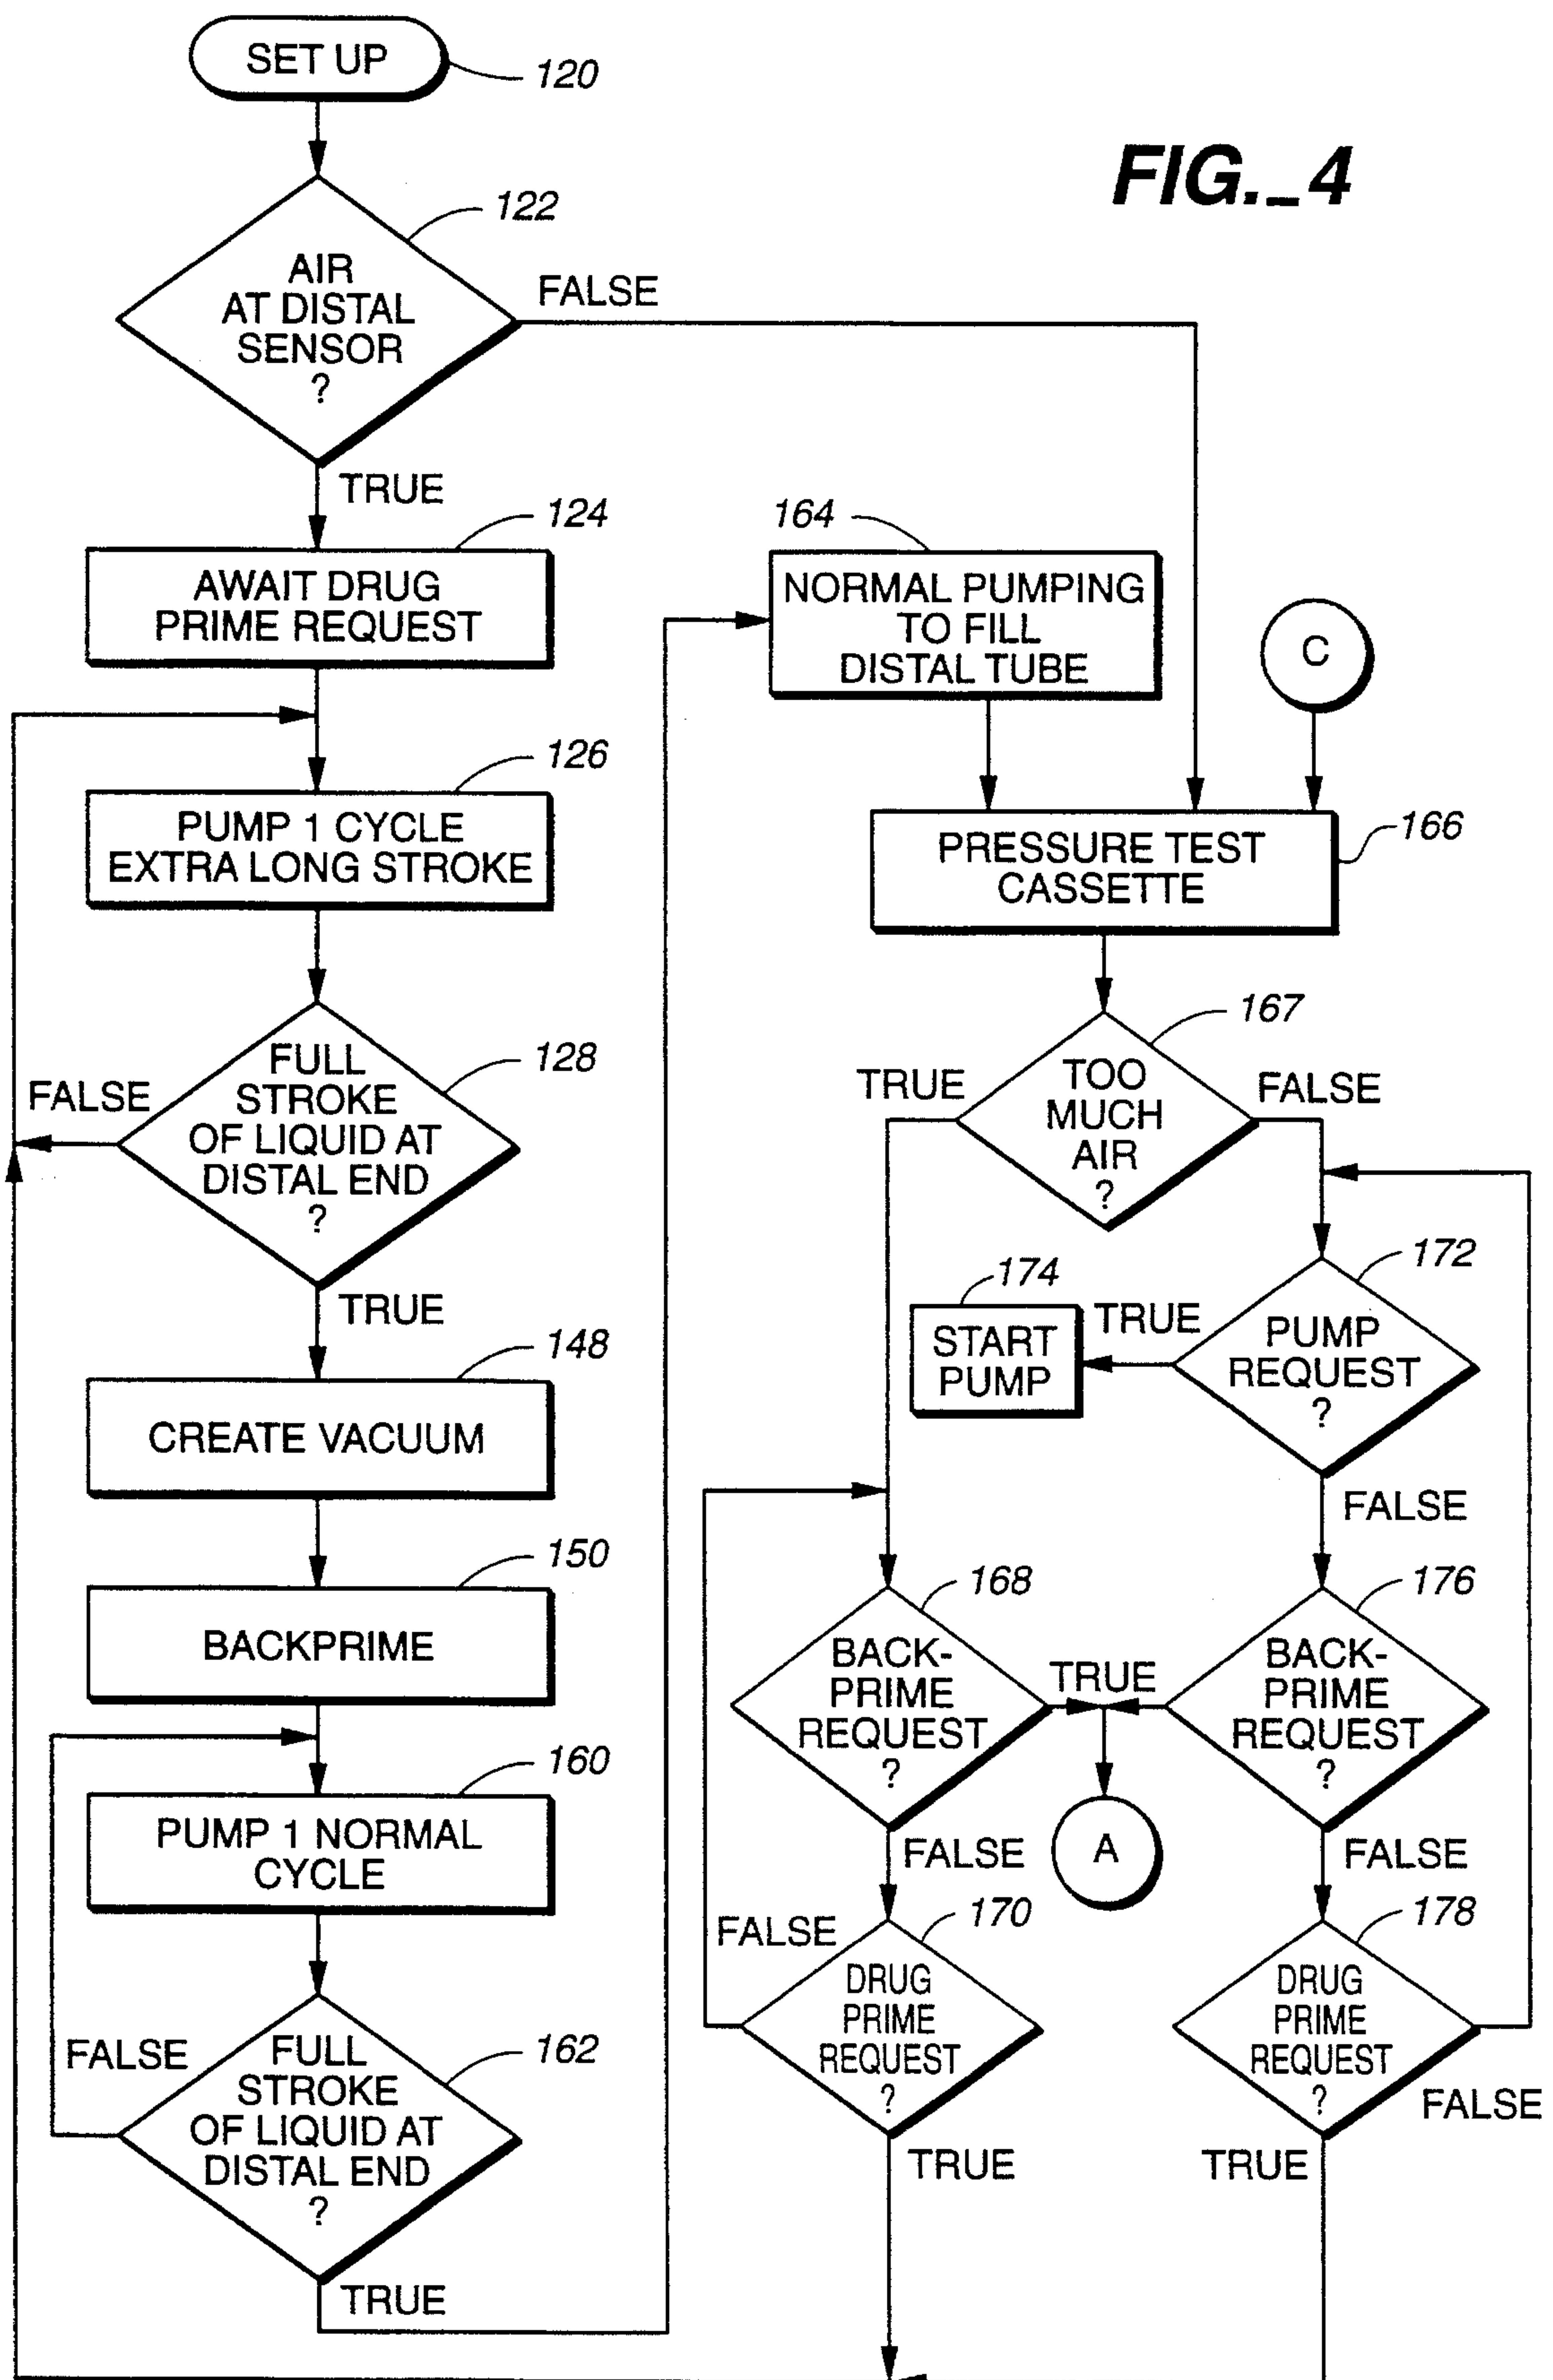 SET UP
120
FIG._4
122
AIR
AT DISTAL
SENSOR
?
FALSE
TRUE
124
AWAIT DRUG
PRIME REQUEST
126
PUMP 1 CYCLE
EXTRA LONG STROKE
128
FULL
STROKE
OF LIQUID AT
DISTAL END
?
FALSE
TRUE
148
CREATE VACUUM
150
BACKPRIME
160
PUMP 1 NORMAL
CYCLE
162
FULL
STROKE
OF LIQUID AT
DISTAL END
?
FALSE
TRUE
164
NORMAL PUMPING
TO FILL
DISTAL TUBE
C
166
PRESSURE TEST
CASSETTE
167
TOO
MUCH
AIR
?
TRUE
FALSE
172
PUMP
REQUEST
?
TRUE
174
START
PUMP
FALSE
168
BACK-
PRIME
REQUEST
?
TRUE
176
BACK-
PRIME
REQUEST
?
A
FALSE
FALSE
170
DRUG
PRIME
REQUEST
?
FALSE
TRUE
178
DRUG
PRIME
REQUEST
?
FALSE
TRUE